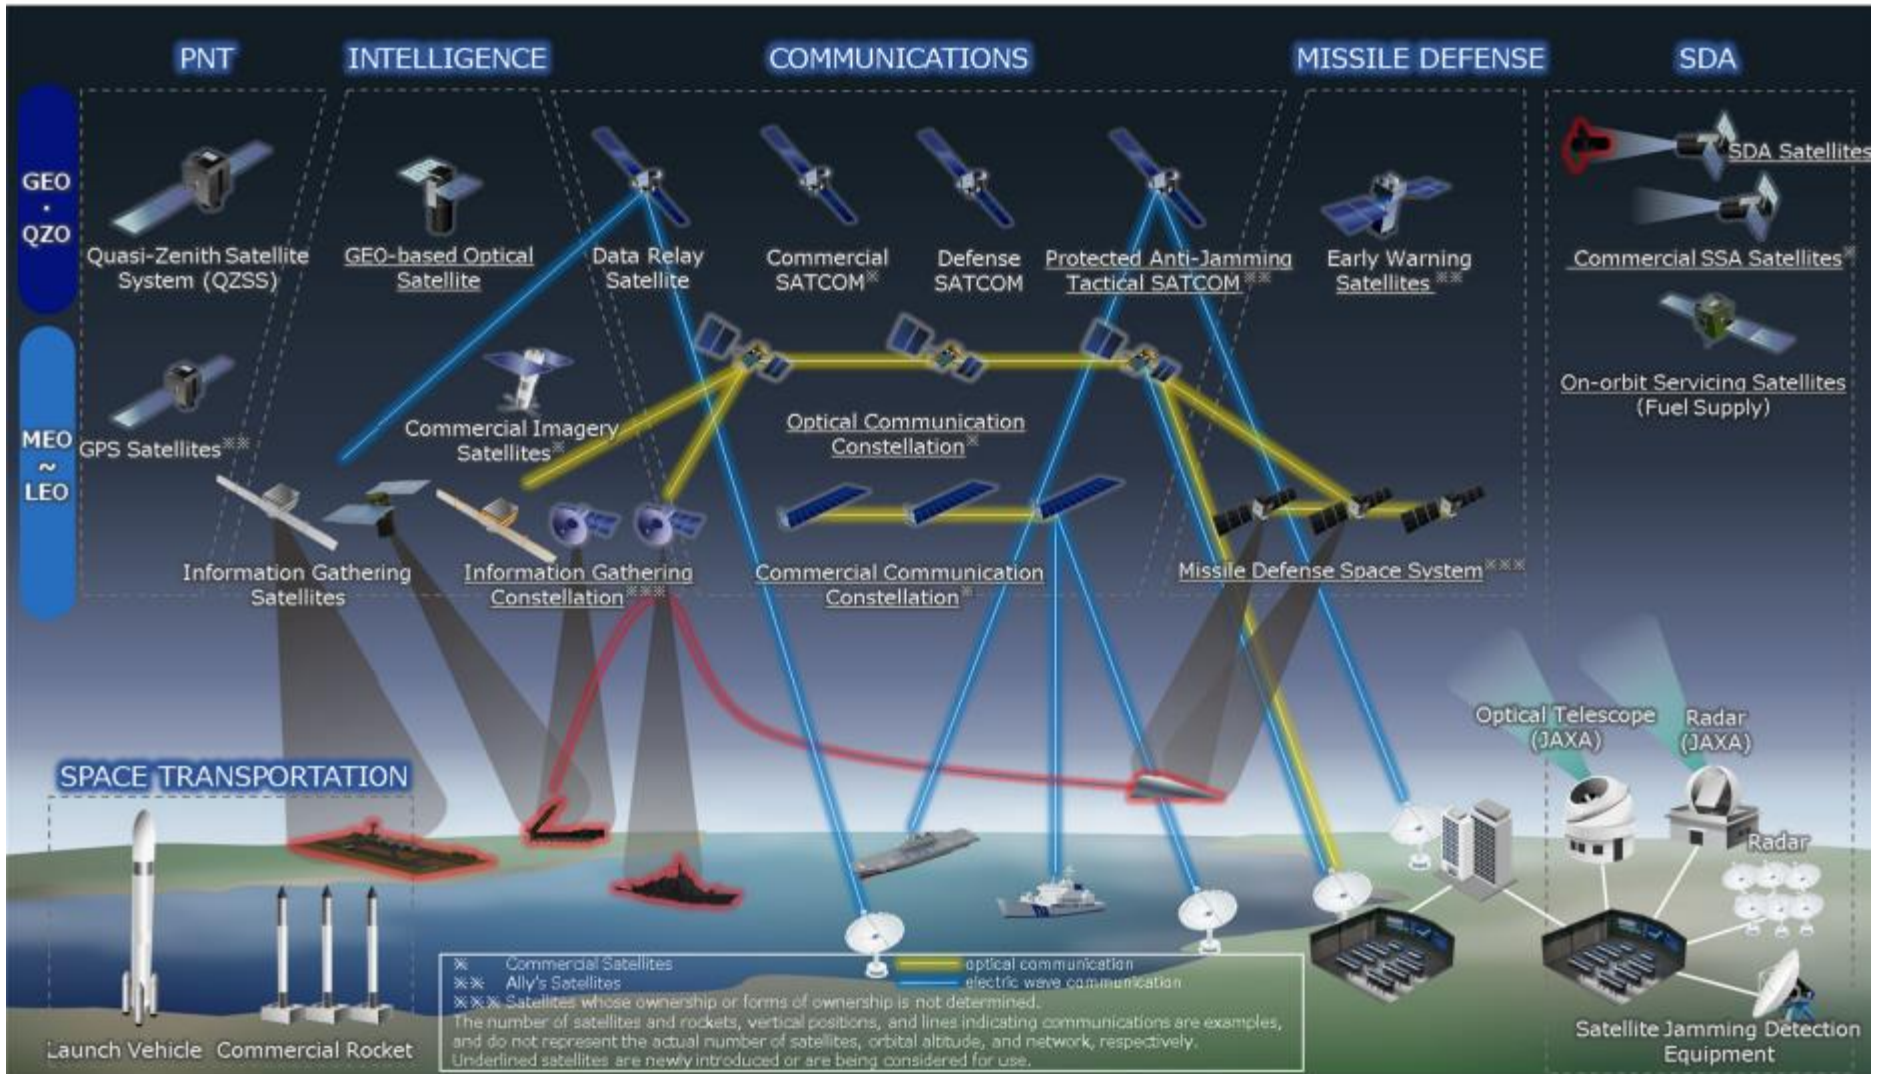 PNT
INTELLIGENCE
COMMUNICATIONS
MISSILE DEFENSE
SDA
GEO
・
QZO
Quasi-Zenith Satellite
System (QZSS)
GEO-based Optical
Satellite
Data Relay
Satellite
Commercial
SATCOM※
Defense
SATCOM
Protected Anti-Jamming
Tactical SATCOM※※
Early Warning
Satellites ※※
SDA Satellites
Commercial SSA Satellites※
On-orbit Servicing Satellites
(Fuel Supply)
MEO
~
LEO
GPS Satellites※※
Commercial Imagery
Satellites※
Optical Communication
Constellation※
Information Gathering
Satellites
Information Gathering
Constellation※※※
Commercial Communication
Constellation※
Missile Defense Space System※※※
Optical Telescope
(JAXA)
Radar
(JAXA)
Radar
Satellite Jamming Detection
Equipment
SPACE TRANSPORTATION
Launch Vehicle
Commercial Rocket
※ Commercial Satellites
※※ Ally's Satellites
※※※ Satellites whose ownership or forms of ownership is not determined.
optical communication
electric wave communication
The number of satellites and rockets, vertical positions, and lines indicating communications are examples,
and do not represent the actual number of satellites, orbital altitude, and network, respectively.
Underlined satellites are newly introduced or are being considered for use.